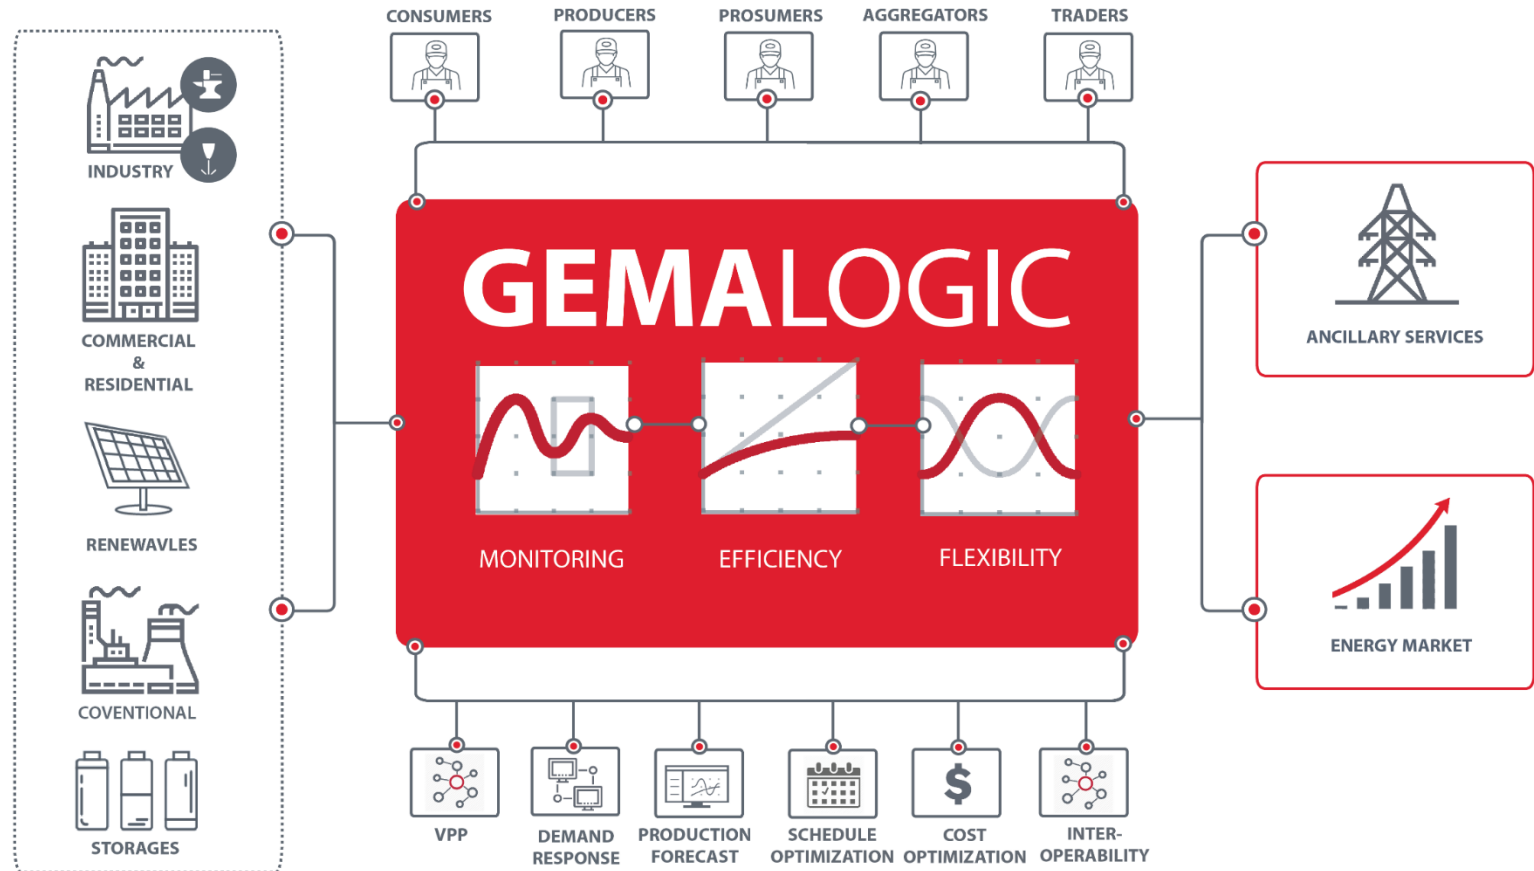 CONSUMERS
PRODUCERS
PROSUMERS
AGGREGATORS
TRADERS
INDUSTRY
COMMERCIAL
&
RESIDENTIAL
RENEWAVLES
COVENTIONAL
STORAGES
GEMALOGIC
MONITORING
EFFICIENCY
FLEXIBILITY
ANCILLARY SERVICES
ENERGY MARKET
$
VPP
DEMAND
RESPONSE
PRODUCTION
FORECAST
SCHEDULE
OPTIMIZATION
COST
OPTIMIZATION
INTER-
OPERABILITY